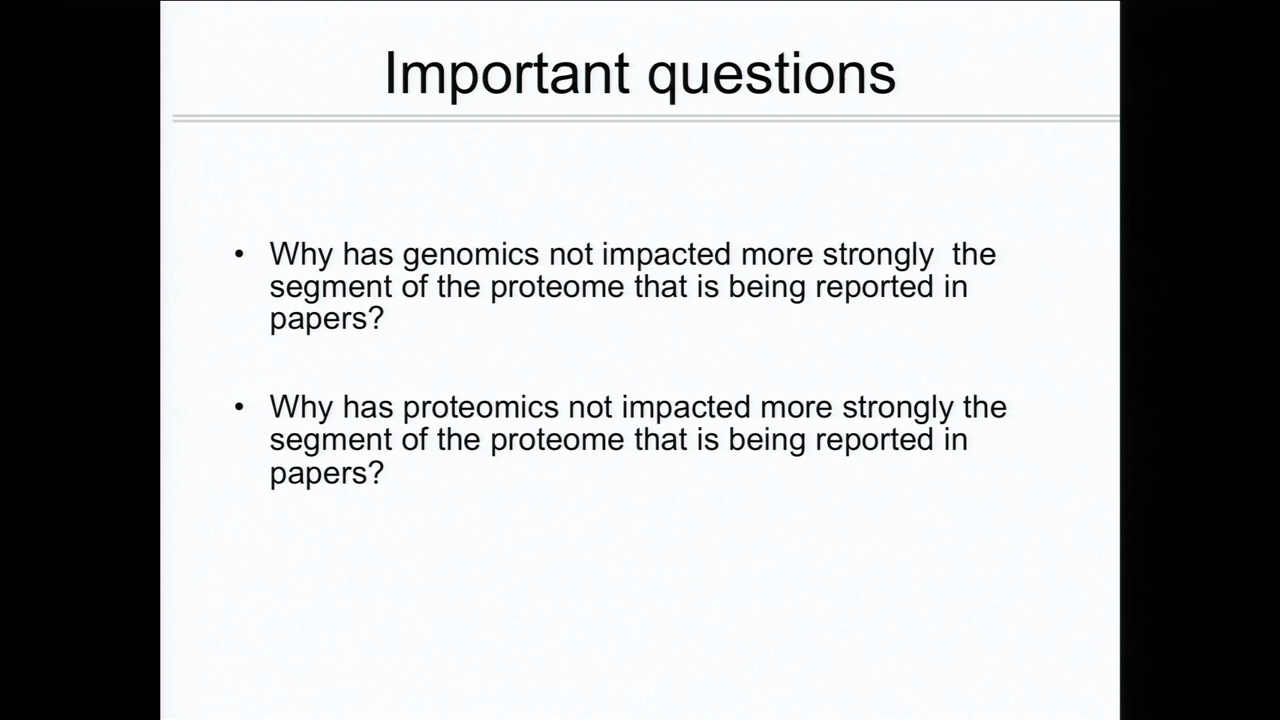 Important questions
• Why has genomics not impacted more strongly  the
segment of the proteome that is being reported in
papers?
• Why has proteomics not impacted more strongly the
segment of the proteome that is being reported in
papers?